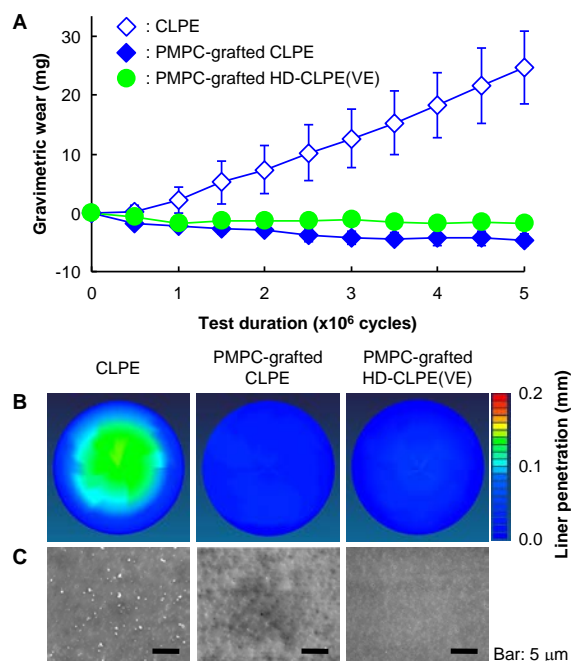 A
: CLPE
: PMPC-grafted CLPE
: PMPC-grafted HD-CLPE(VE)
Gravimetric wear (mg)
30
20
10
0
-10
0 1 2 3 4 5
Test duration (x10⁶ cycles)
CLPE PMPC-grafted CLPE PMPC-grafted HD-CLPE(VE)
B
0.2
0.1
0.0
Liner penetration (mm)
C
Bar: 5 μm